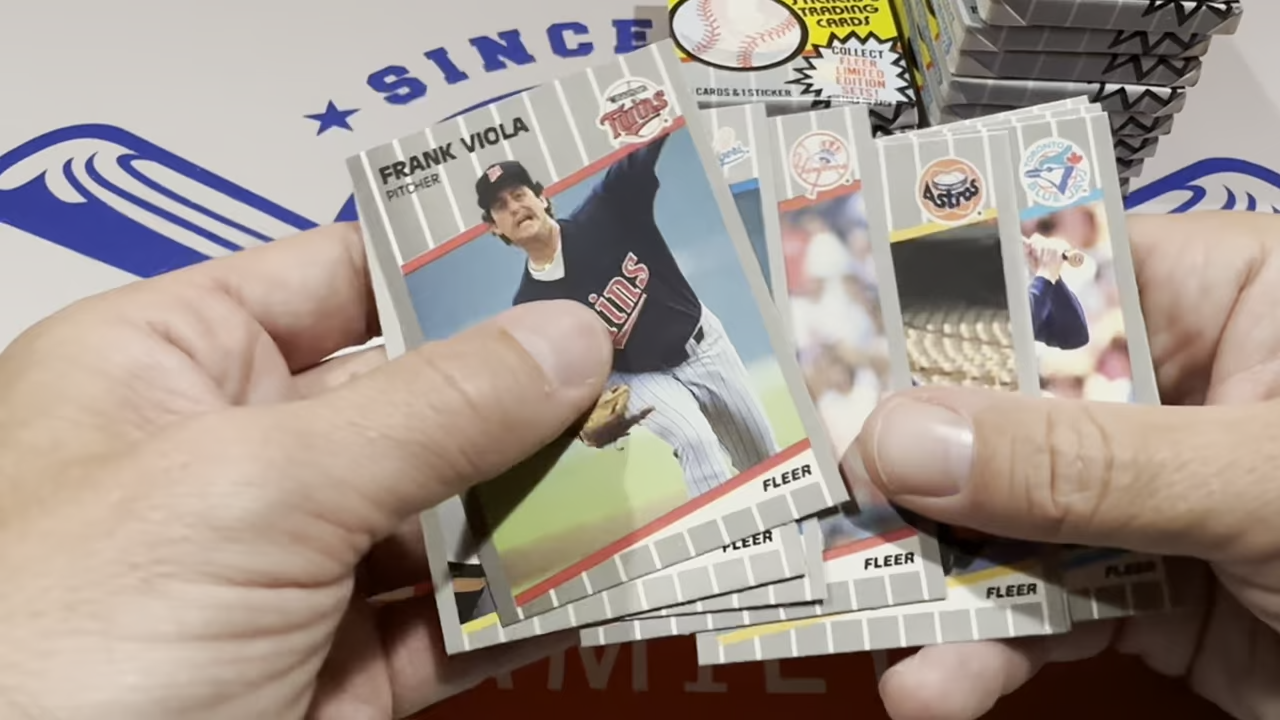 SINCE
STICKERS &
TRADING
CARDS
COLLECT
FLEER
LIMITED
EDITION
SETS!
CARDS & 1 STICKER
FRANK VIOLA
PITCHER
Twins
Twins
Astros
TORONTO
BLUE JAYS
FLEER
FLEER
FLEER
FLEER
FLEER